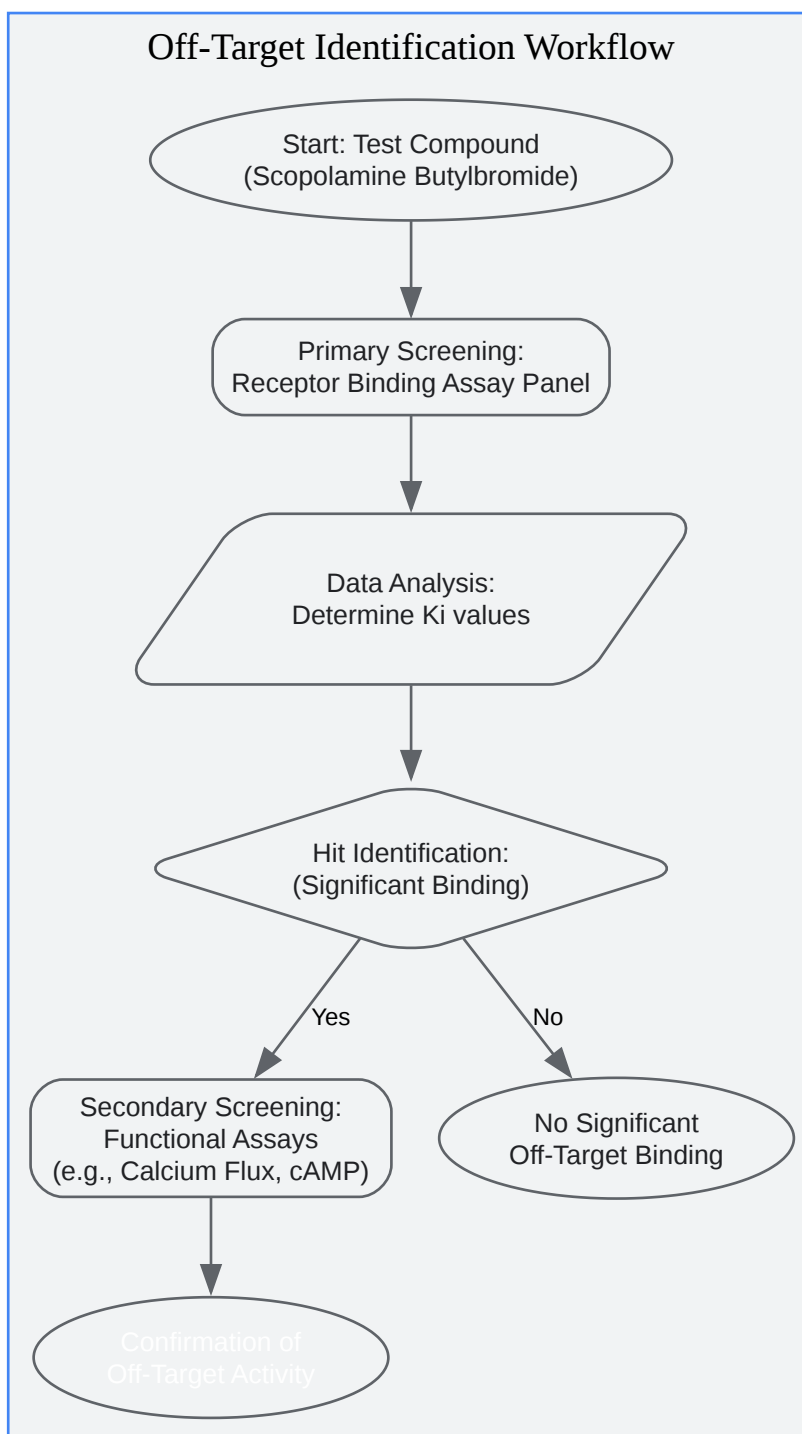 Off-Target Identification Workflow
Start: Test Compound
(Scopolamine Butylbromide)
Primary Screening:
Receptor Binding Assay Panel
Data Analysis:
Determine Ki values
Hit Identification:
(Significant Binding)
Yes
No
Secondary Screening:
Functional Assays
(e.g., Calcium Flux, cAMP)
No Significant
Off-Target Binding
Confirmation of
Off-Target Activity